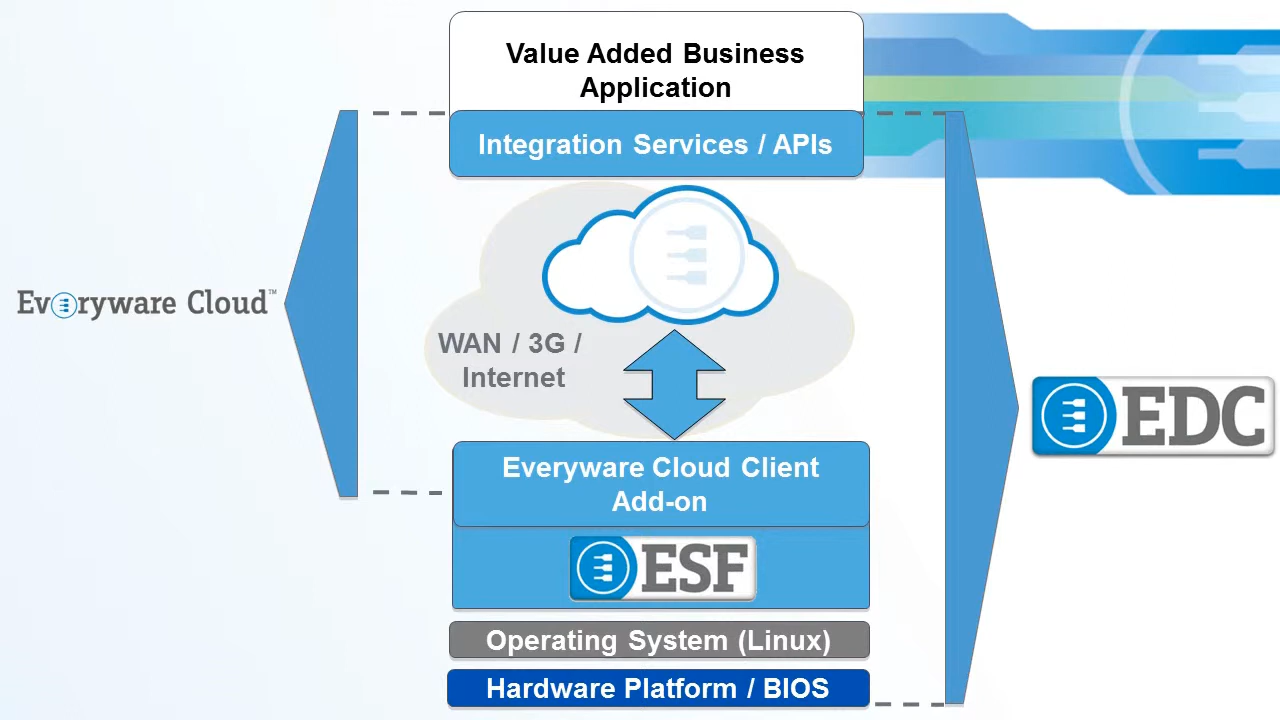 Value Added Business
Application
Integration Services / APIs
Everyware Cloud™
WAN / 3G /
Internet
EDC
Everyware Cloud Client
Add-on
ESF
Operating System (Linux)
Hardware Platform / BIOS